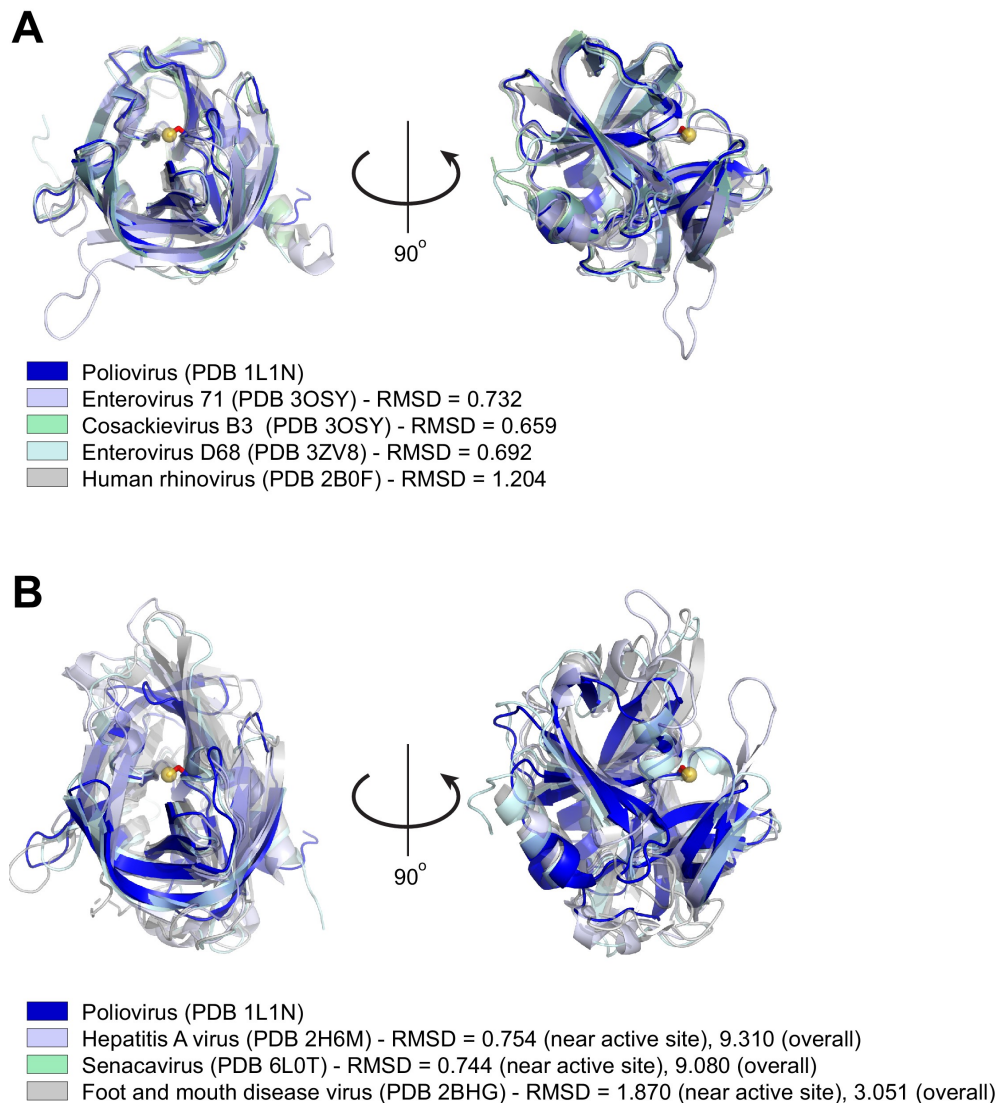 A
90°
Poliovirus (PDB 1L1N)
Enterovirus 71 (PDB 3OSY) - RMSD = 0.732
Cosackievirus B3 (PDB 3OSY) - RMSD = 0.659
Enterovirus D68 (PDB 3ZV8) - RMSD = 0.692
Human rhinovirus (PDB 2B0F) - RMSD = 1.204
B
90°
Poliovirus (PDB 1L1N)
Hepatitis A virus (PDB 2H6M) - RMSD = 0.754 (near active site), 9.310 (overall)
Senacavirus (PDB 6L0T) - RMSD = 0.744 (near active site), 9.080 (overall)
Foot and mouth disease virus (PDB 2BHG) - RMSD = 1.870 (near active site), 3.051 (overall)